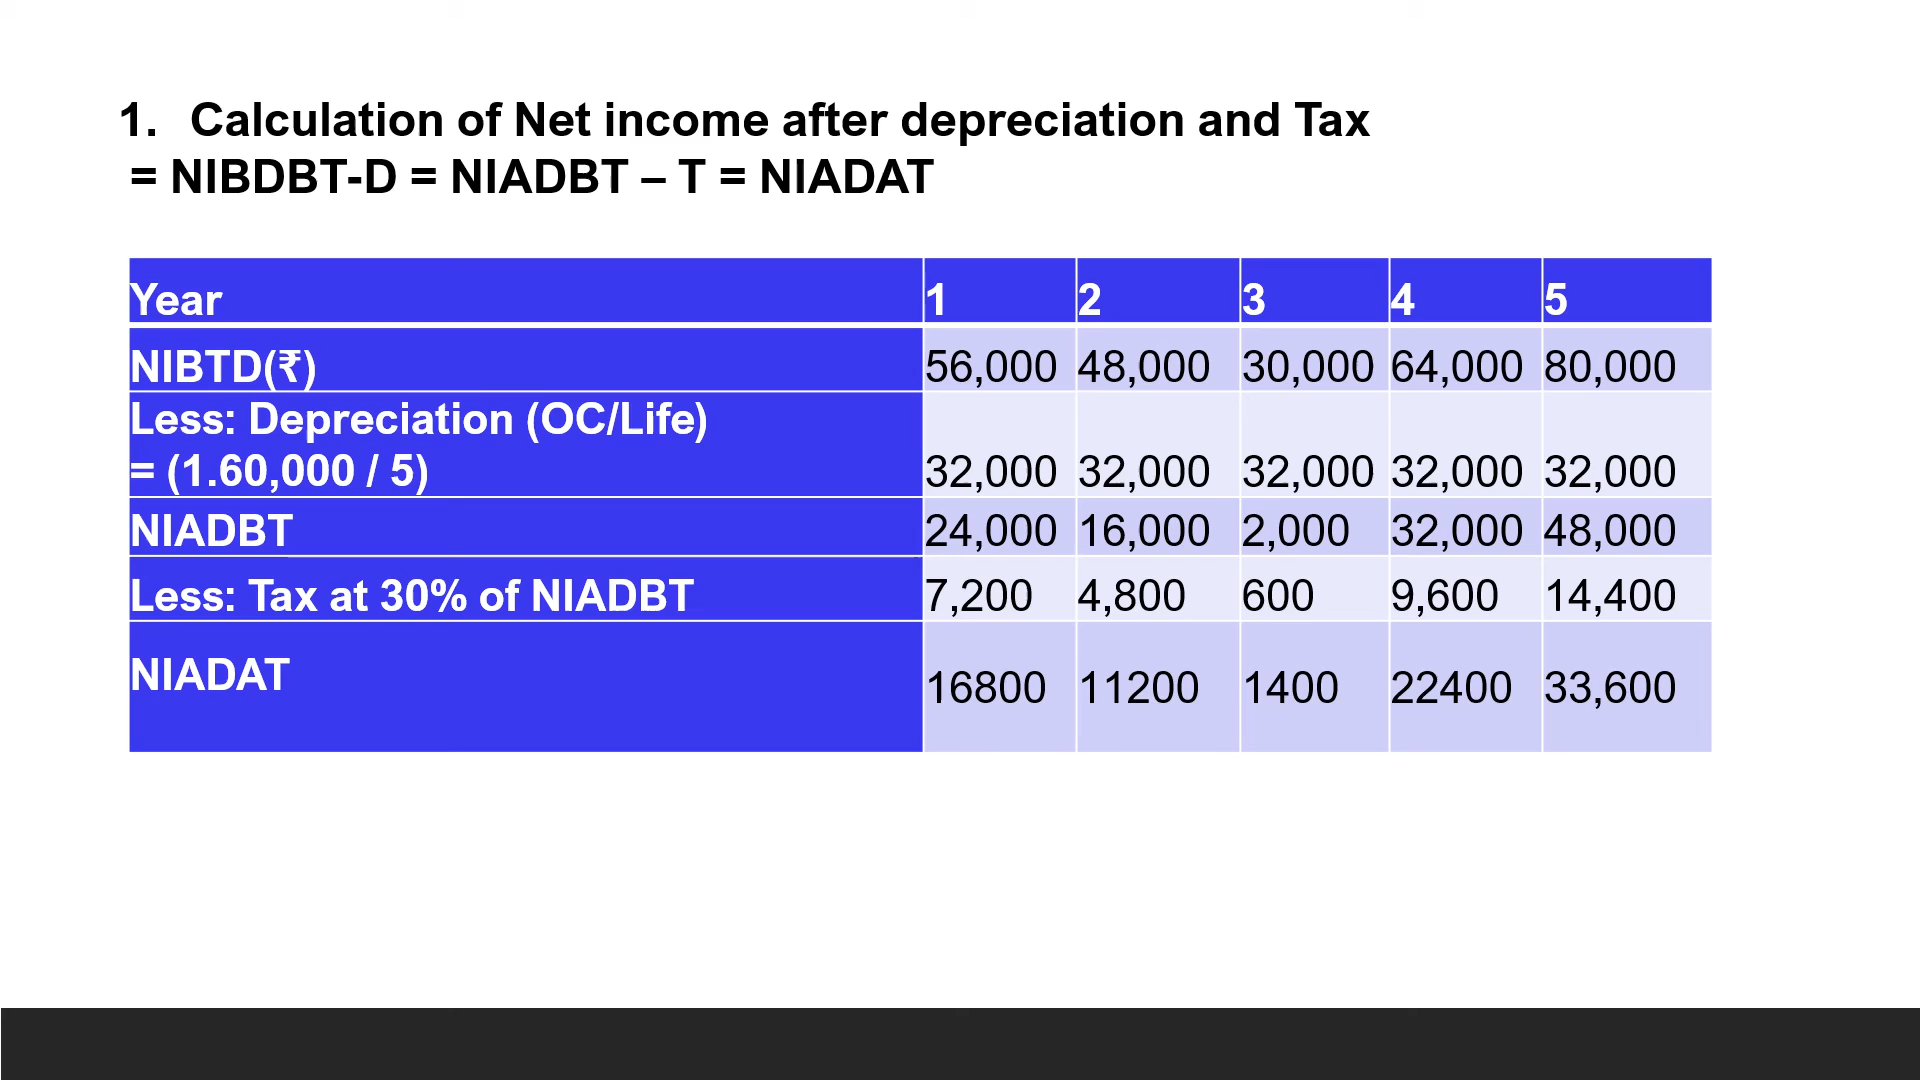 1. Calculation of Net income after depreciation and Tax
= NIBDBT-D = NIADBT – T = NIADAT
Year 1 2 3 4 5
NIBTD(₹) 56,000 48,000 30,000 64,000 80,000
Less: Depreciation (OC/Life)
= (1.60,000 / 5) 32,000 32,000 32,000 32,000 32,000
NIADBT 24,000 16,000 2,000 32,000 48,000
Less: Tax at 30% of NIADBT 7,200 4,800 600 9,600 14,400
NIADAT 16800 11200 1400 22400 33,600